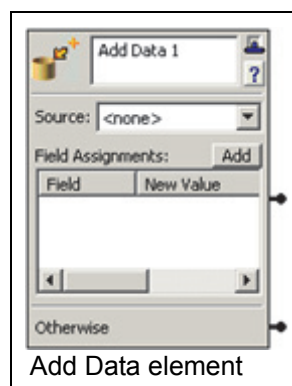 Add Data 1
?
Source: <none>
Field Assignments: Add
Field New Value
Otherwise
Add Data element